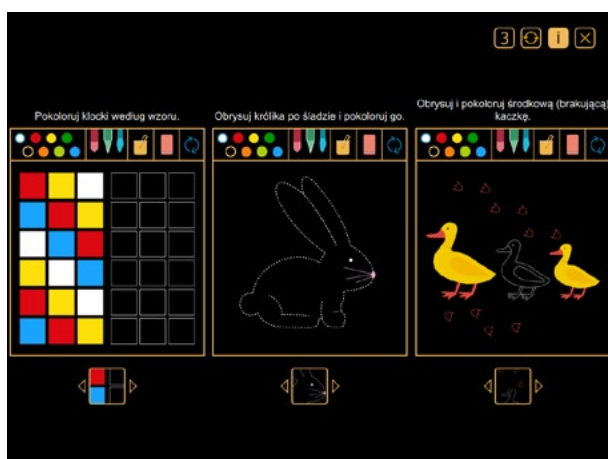 3 i
Pokoloruj klocki według wzoru.
Obrysuj królika po śladzie i pokoloruj go.
Obrysuj i pokoloruj środkową (brakującą)
kaczkę.